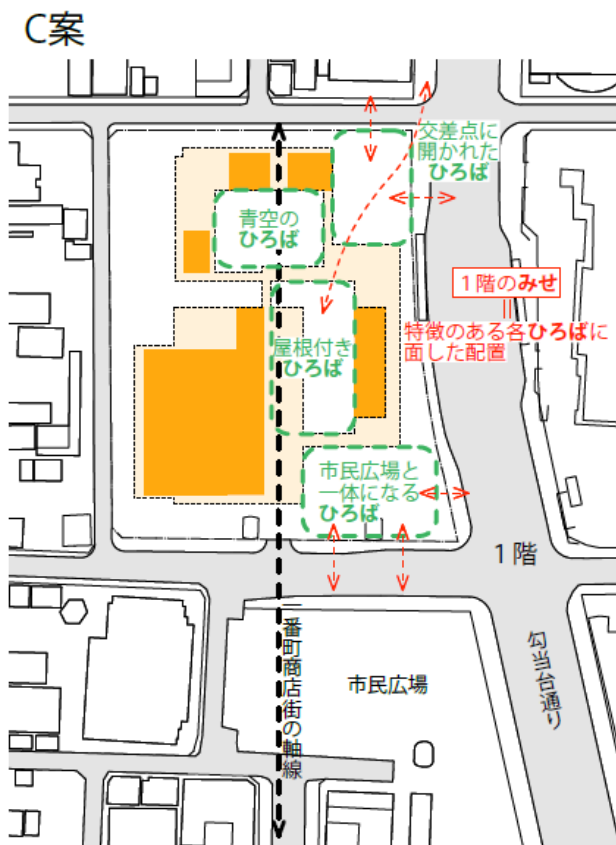 C案
交差点に
開かれた
ひろば
青空の
ひろば
1階のみせ
特徴のある各ひろばに
面した配置
屋根付き
ひろば
市民広場と
一体になる
ひろば
1階
一番町商店街の軸線
市民広場
勾当台通り